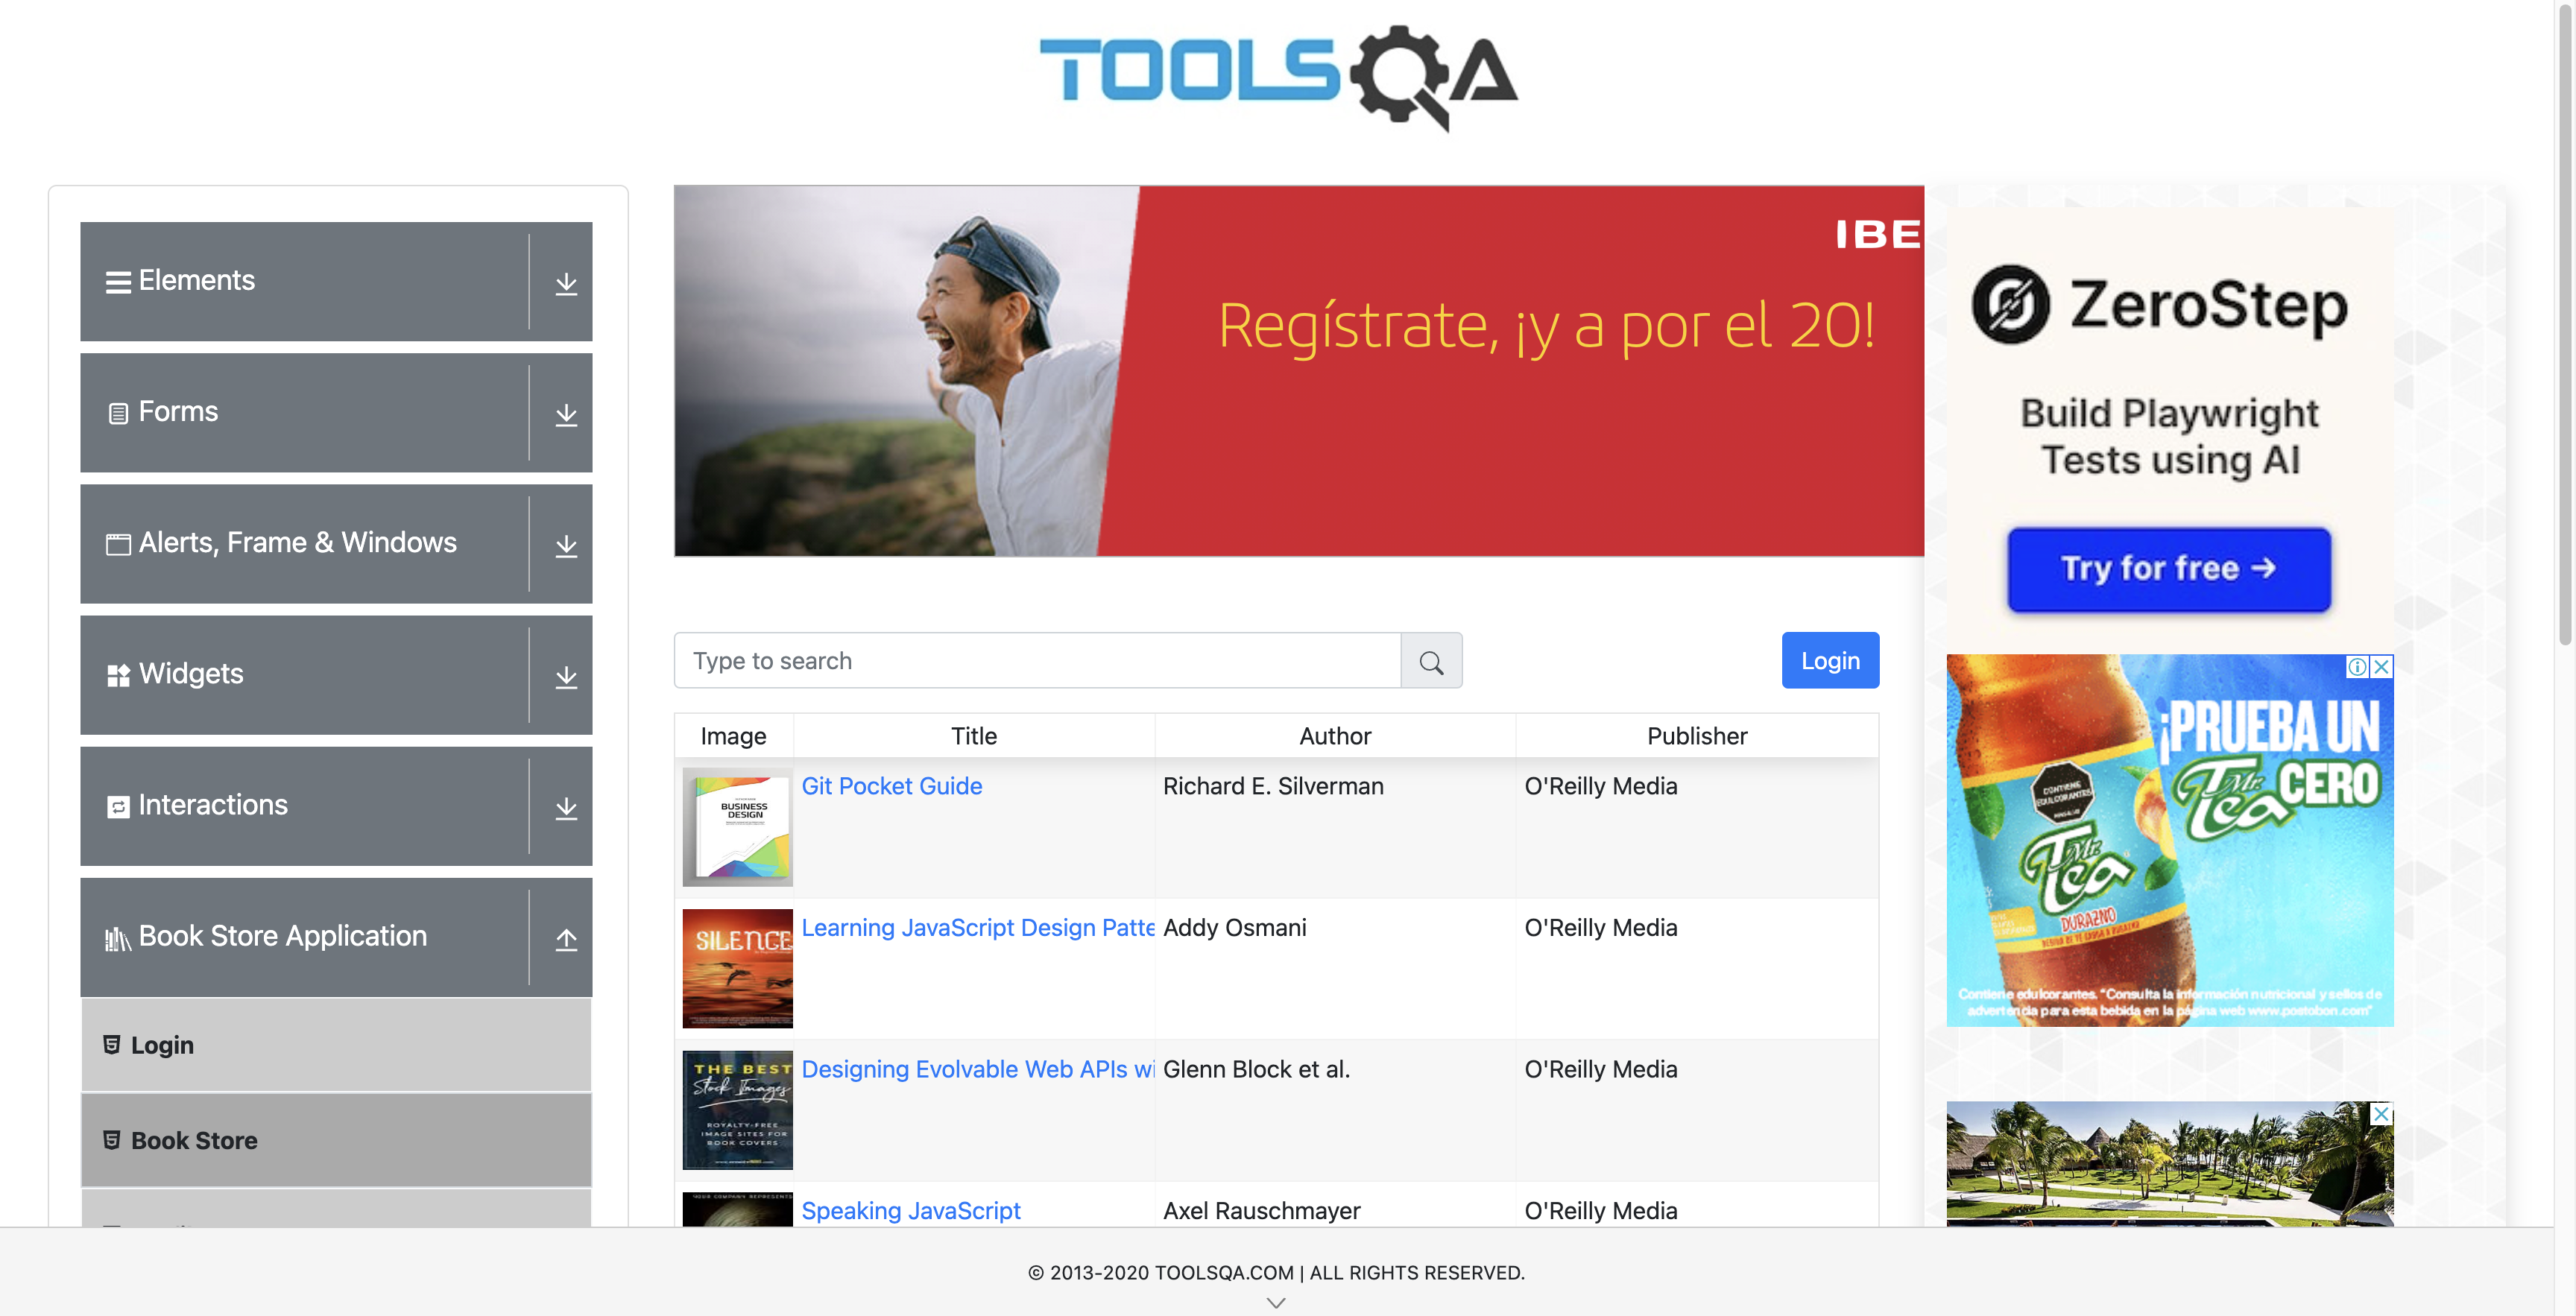 TOOLSQA
Elements
Forms
Alerts, Frame & Windows
Widgets
Interactions
Book Store Application
Login
Book Store
IBE
Regístrate, ¡y a por el 20!
Type to search
Login
Image Title Author Publisher
BUSINESS
DESIGN
Git Pocket Guide Richard E. Silverman O'Reilly Media
SILENCE
Learning JavaScript Design Patte Addy Osmani O'Reilly Media
THE BEST
Stock Images
ROYALTY-FREE
IMAGE SITES FOR
BOOK COVERS
Designing Evolvable Web APIs wi Glenn Block et al. O'Reilly Media
YOUR COMPANY REPRESENTS
Speaking JavaScript Axel Rauschmayer O'Reilly Media
ZeroStep
Build Playwright
Tests using AI
Try for free →
¡PRUEBA UN
Mr. Tea CERO
CONTIENE
EDULCORANTES
Mr. Tea
DURAZNO
Contiene edulcorantes. "Consulta la información nutricional y sellos de
advertencia para esta bebida en la página web www.postobon.com"
© 2013-2020 TOOLSQA.COM | ALL RIGHTS RESERVED.